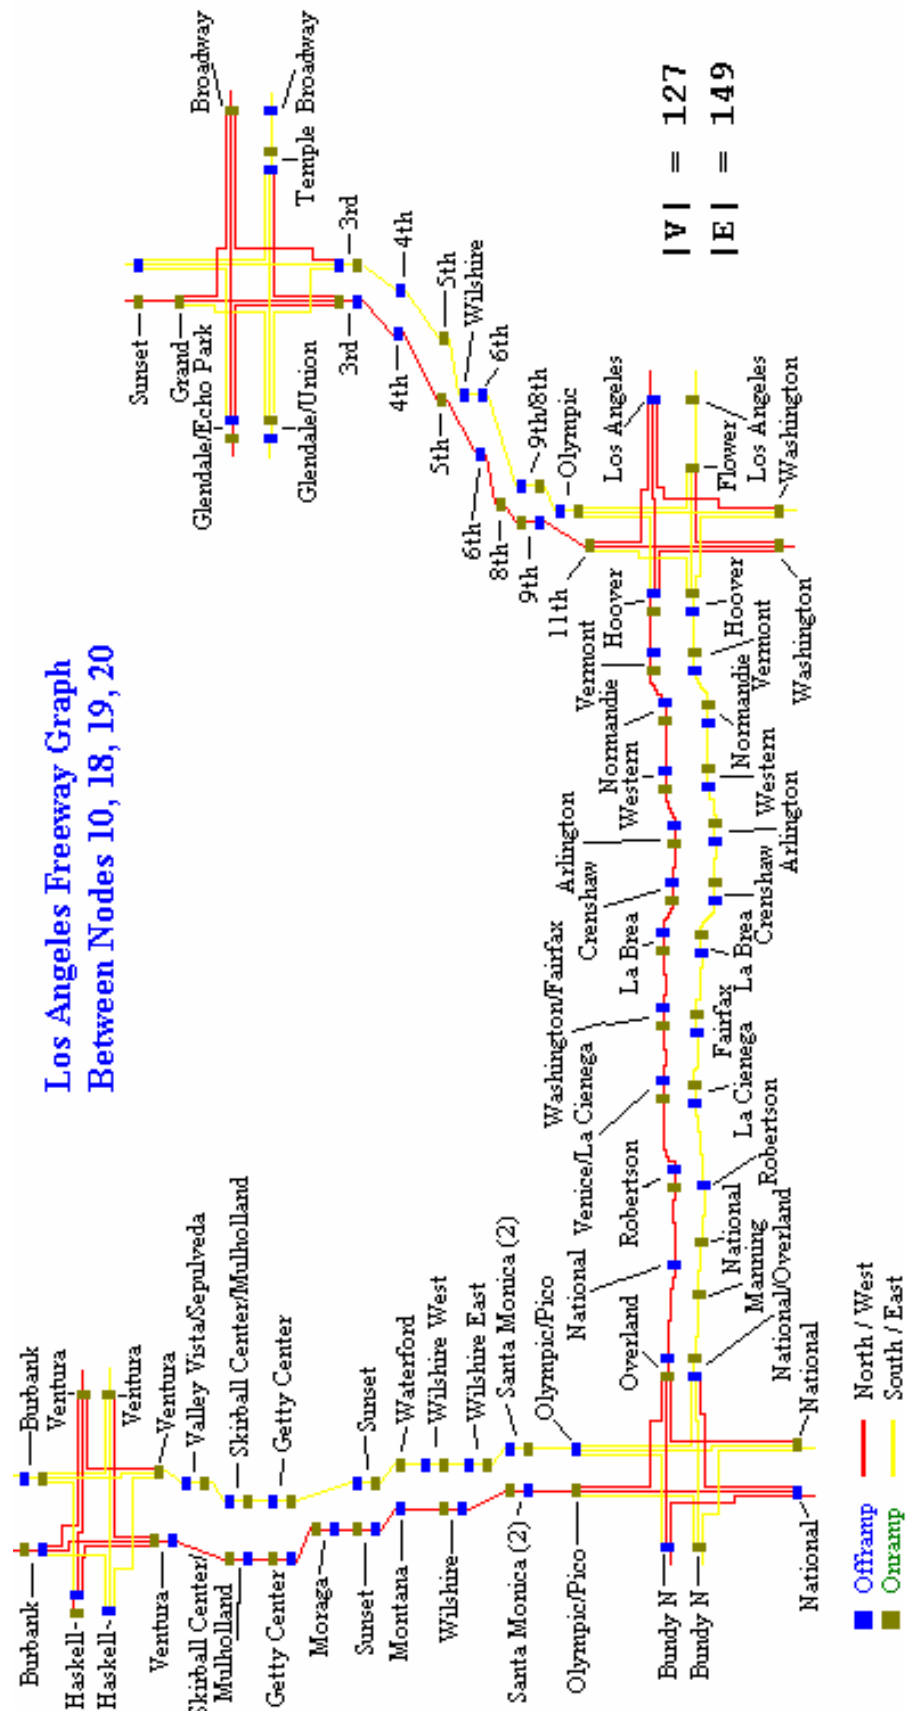 Los Angeles Freeway Graph
Between Nodes 10, 18, 19, 20
Broadway
Temple Broadway
Sunset
Grand
Glendale/Echo Park
Glendale/Union
3rd
3rd
4th
4th
5th
5th
Wilshire
6th
6th
8th
9th
9th/8th
Olympic
11th
Los Angeles
Flower
Los Angeles
Washington
Washington
Hoover
Hoover
Vermont
Vermont
Normandie
Normandie
Western
Western
Arlington
Arlington
Crenshaw
Crenshaw
La Brea
La Brea
Washington/Fairfax
Fairfax
Venice/La Cienega
La Cienega
Robertson
Robertson
National
National
Manning
Overland
National/Overland
National
National
Bundy N
Bundy N
Burbank
Ventura
Ventura
Ventura
Valley Vista/Sepulveda
Skirball Center/Mulholland
Getty Center
Sunset
Waterford
Wilshire West
Wilshire East
Santa Monica (2)
Olympic/Pico
Burbank
Haskell
Haskell
Ventura
Skirball Center/
Mulholland
Getty Center
Moraga
Sunset
Montana
Wilshire
Santa Monica (2)
Olympic/Pico
|V| = 127
|E| = 149
Offramp
Onramp
North / West
South / East